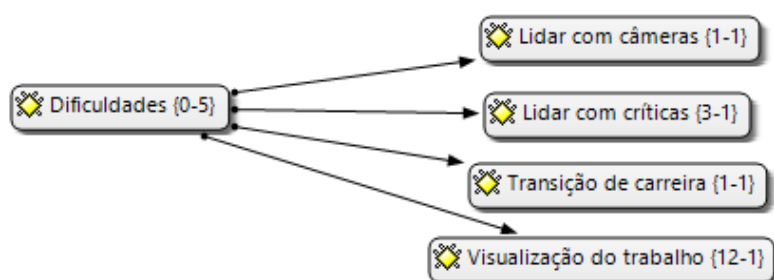 Lidar com câmeras {1-1}
Dificuldades {0-5}
Lidar com críticas {3-1}
Transição de carreira {1-1}
Visualização do trabalho {12-1}